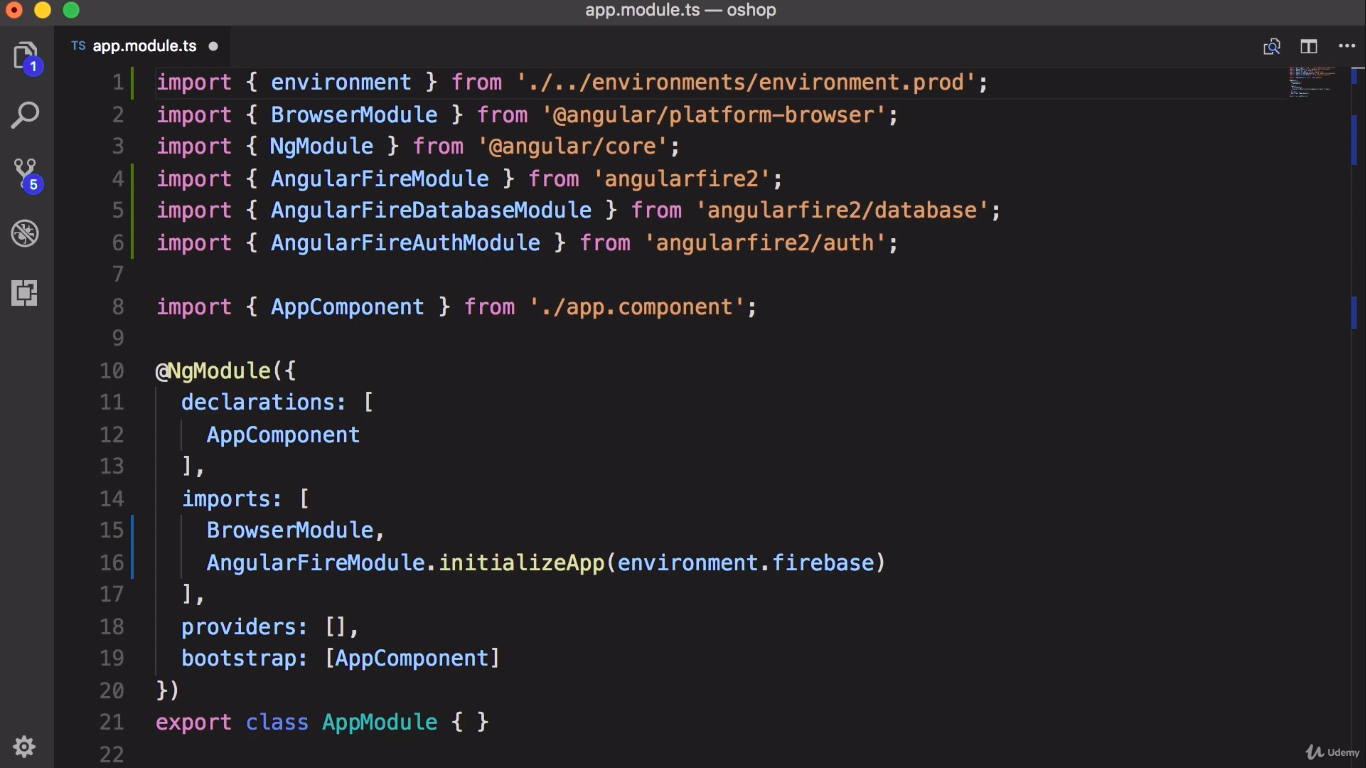 app.module.ts — oshop
TS app.module.ts
1
5
1 import { environment } from './../environments/environment.prod';
2 import { BrowserModule } from '@angular/platform-browser';
3 import { NgModule } from '@angular/core';
4 import { AngularFireModule } from 'angularfire2';
5 import { AngularFireDatabaseModule } from 'angularfire2/database';
6 import { AngularFireAuthModule } from 'angularfire2/auth';
7
8 import { AppComponent } from './app.component';
9
10 @NgModule({
11   declarations: [
12     AppComponent
13   ],
14   imports: [
15     BrowserModule,
16     AngularFireModule.initializeApp(environment.firebase)
17   ],
18   providers: [],
19   bootstrap: [AppComponent]
20 })
21 export class AppModule { }
22
Udemy